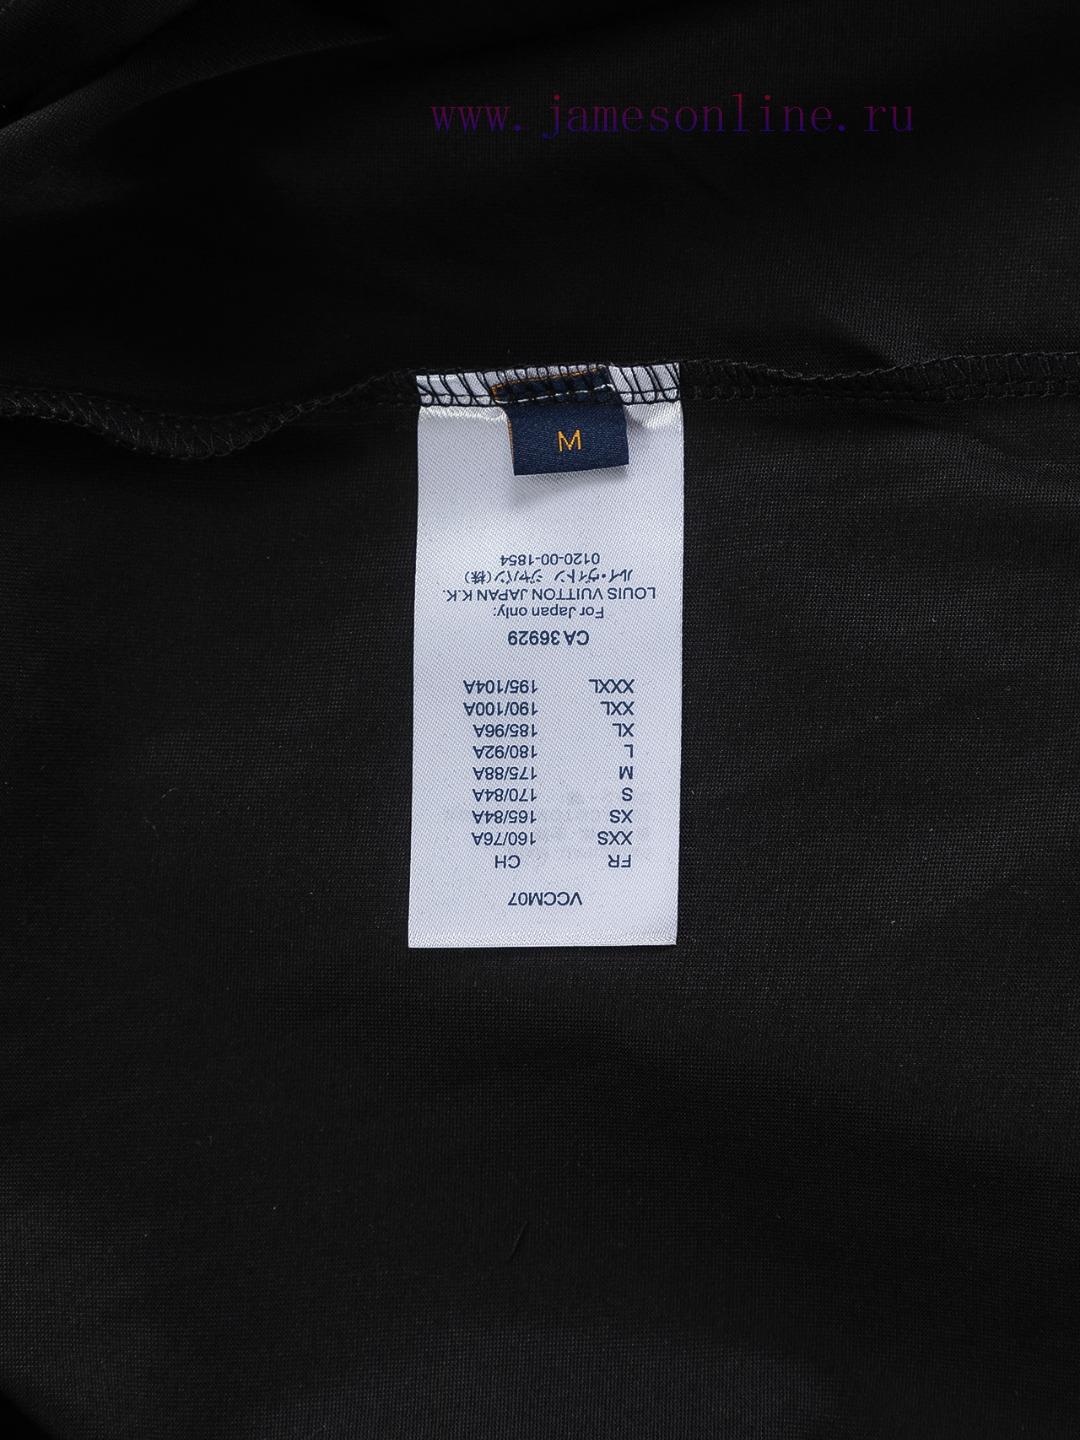 www.jamesonline.ru
M
VCCM07
FR CH
XXS 160/76A
XS 165/84A
S 170/84A
M 175/88A
L 180/92A
XL 185/96A
XXL 190/100A
XXXL 195/104A
CA 36929
For Japan only:
LOUIS VUITTON JAPAN K.K.
ルイ・ヴィトン ジャパン(株)
0120-00-1854